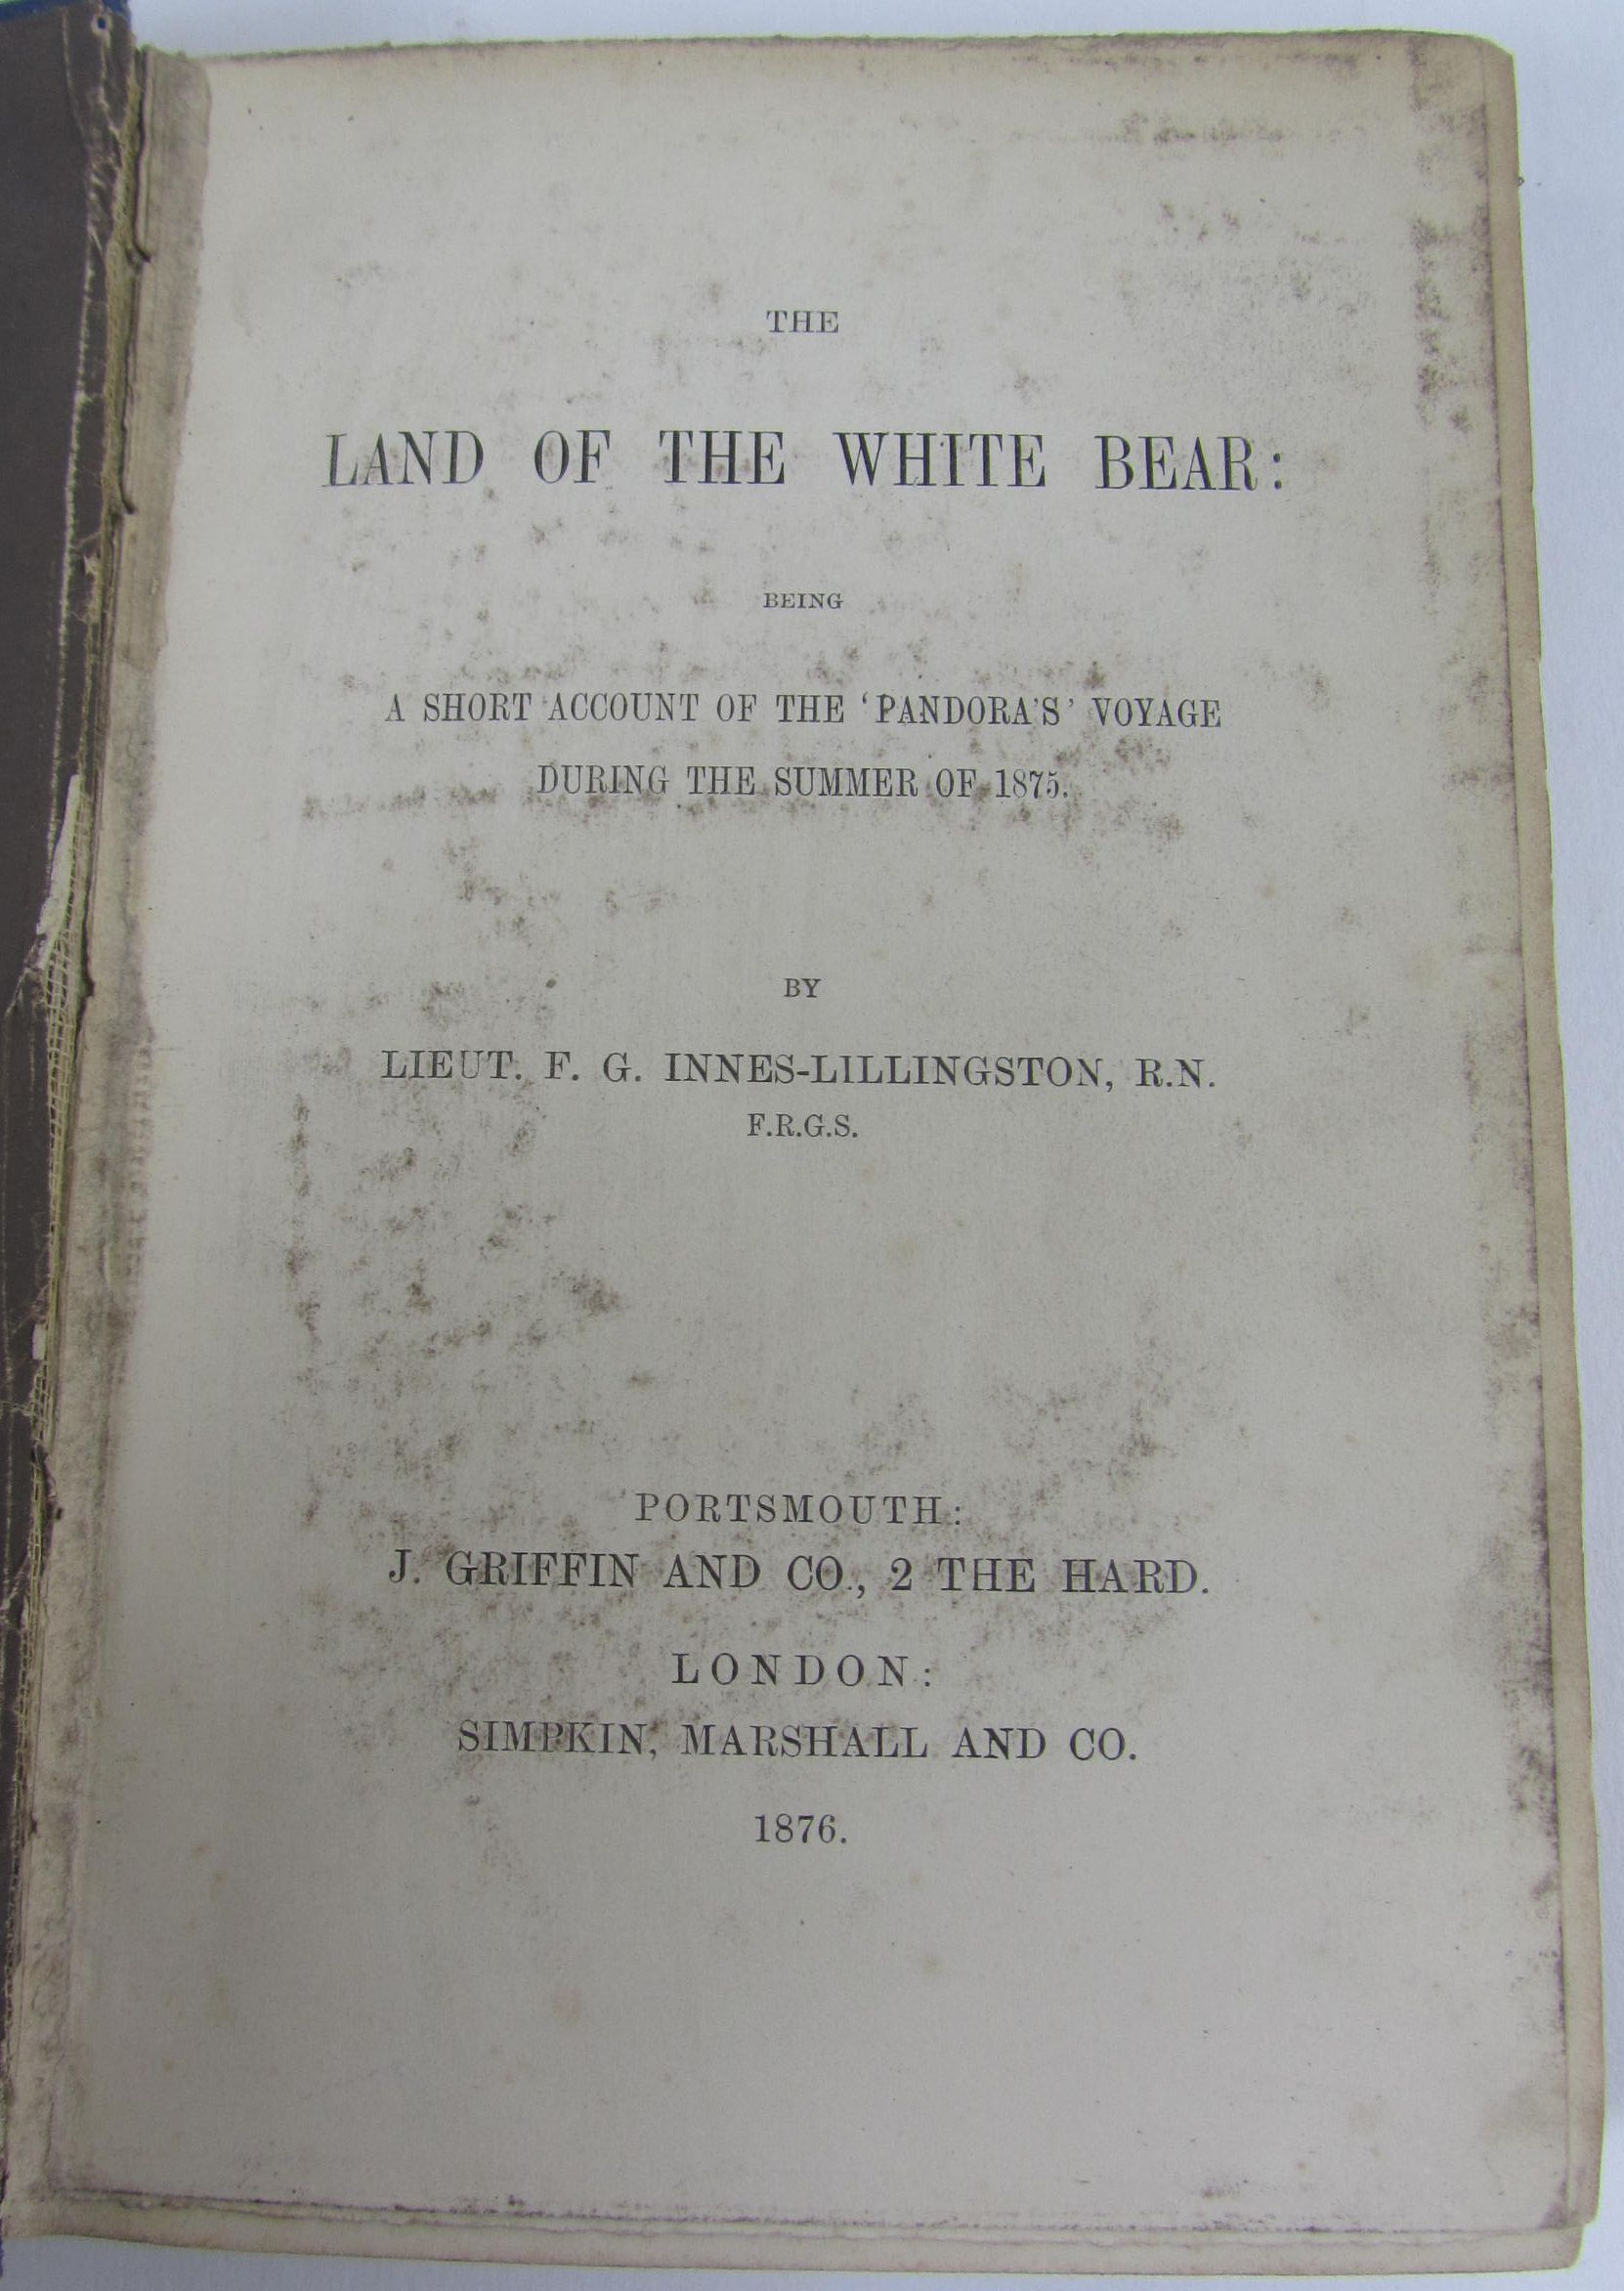 THE
LAND OF THE WHITE BEAR:
BEING
A SHORT ACCOUNT OF THE 'PANDORA'S' VOYAGE
DURING THE SUMMER OF 1875.
BY
LIEUT. F. G. INNES-LILLINGSTON, R.N.
F.R.G.S.
PORTSMOUTH:
J. GRIFFIN AND CO., 2 THE HARD.
LONDON:
SIMPKIN, MARSHALL AND CO.
1876.